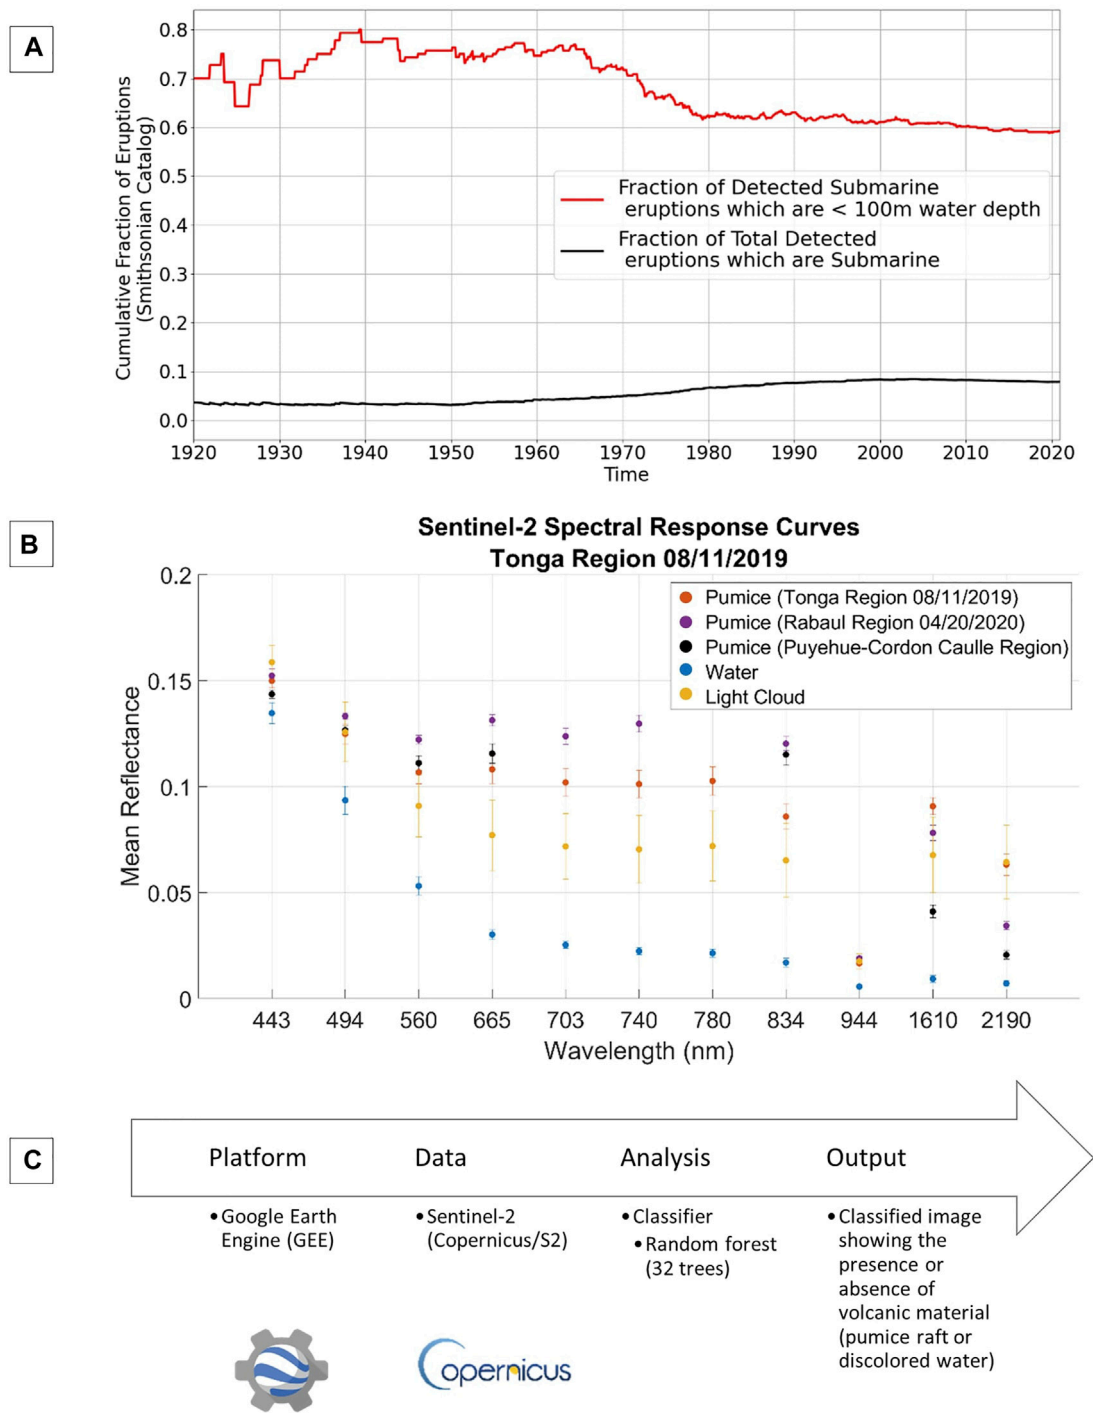 A
Cumulative Fraction of Eruptions
(Smithsonian Catalog)
0.8
0.7
0.6
0.5
0.4
0.3
0.2
0.1
0.0
Fraction of Detected Submarine
eruptions which are < 100m water depth
Fraction of Total Detected
eruptions which are Submarine
1920 1930 1940 1950 1960 1970 1980 1990 2000 2010 2020
Time
B
Sentinel-2 Spectral Response Curves
Tonga Region 08/11/2019
Mean Reflectance
0.2
0.15
0.1
0.05
0
Pumice (Tonga Region 08/11/2019)
Pumice (Rabaul Region 04/20/2020)
Pumice (Puyehue-Cordon Caulle Region)
Water
Light Cloud
443 494 560 665 703 740 780 834 944 1610 2190
Wavelength (nm)
C
Platform Data Analysis Output
• Google Earth
Engine (GEE)
• Sentinel-2
(Copernicus/S2)
• Classifier
• Random forest
(32 trees)
• Classified image
showing the
presence or
absence of
volcanic material
(pumice raft or
discolored water)
opernicus